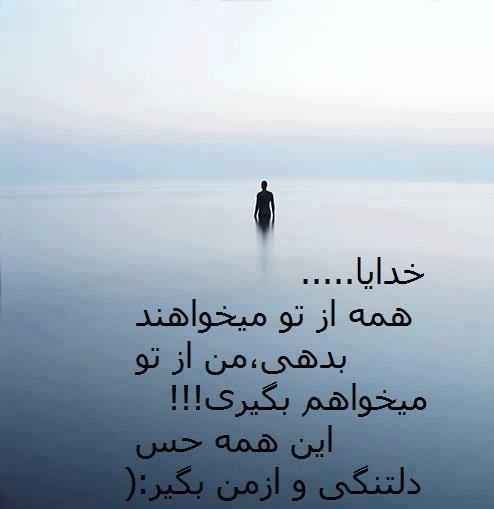 خدایا.....
همه از تو میخواهند
بدهی،من از تو
میخواهم بگیری!!!
این همه حس
دلتنگی و ازمن بگیر:(